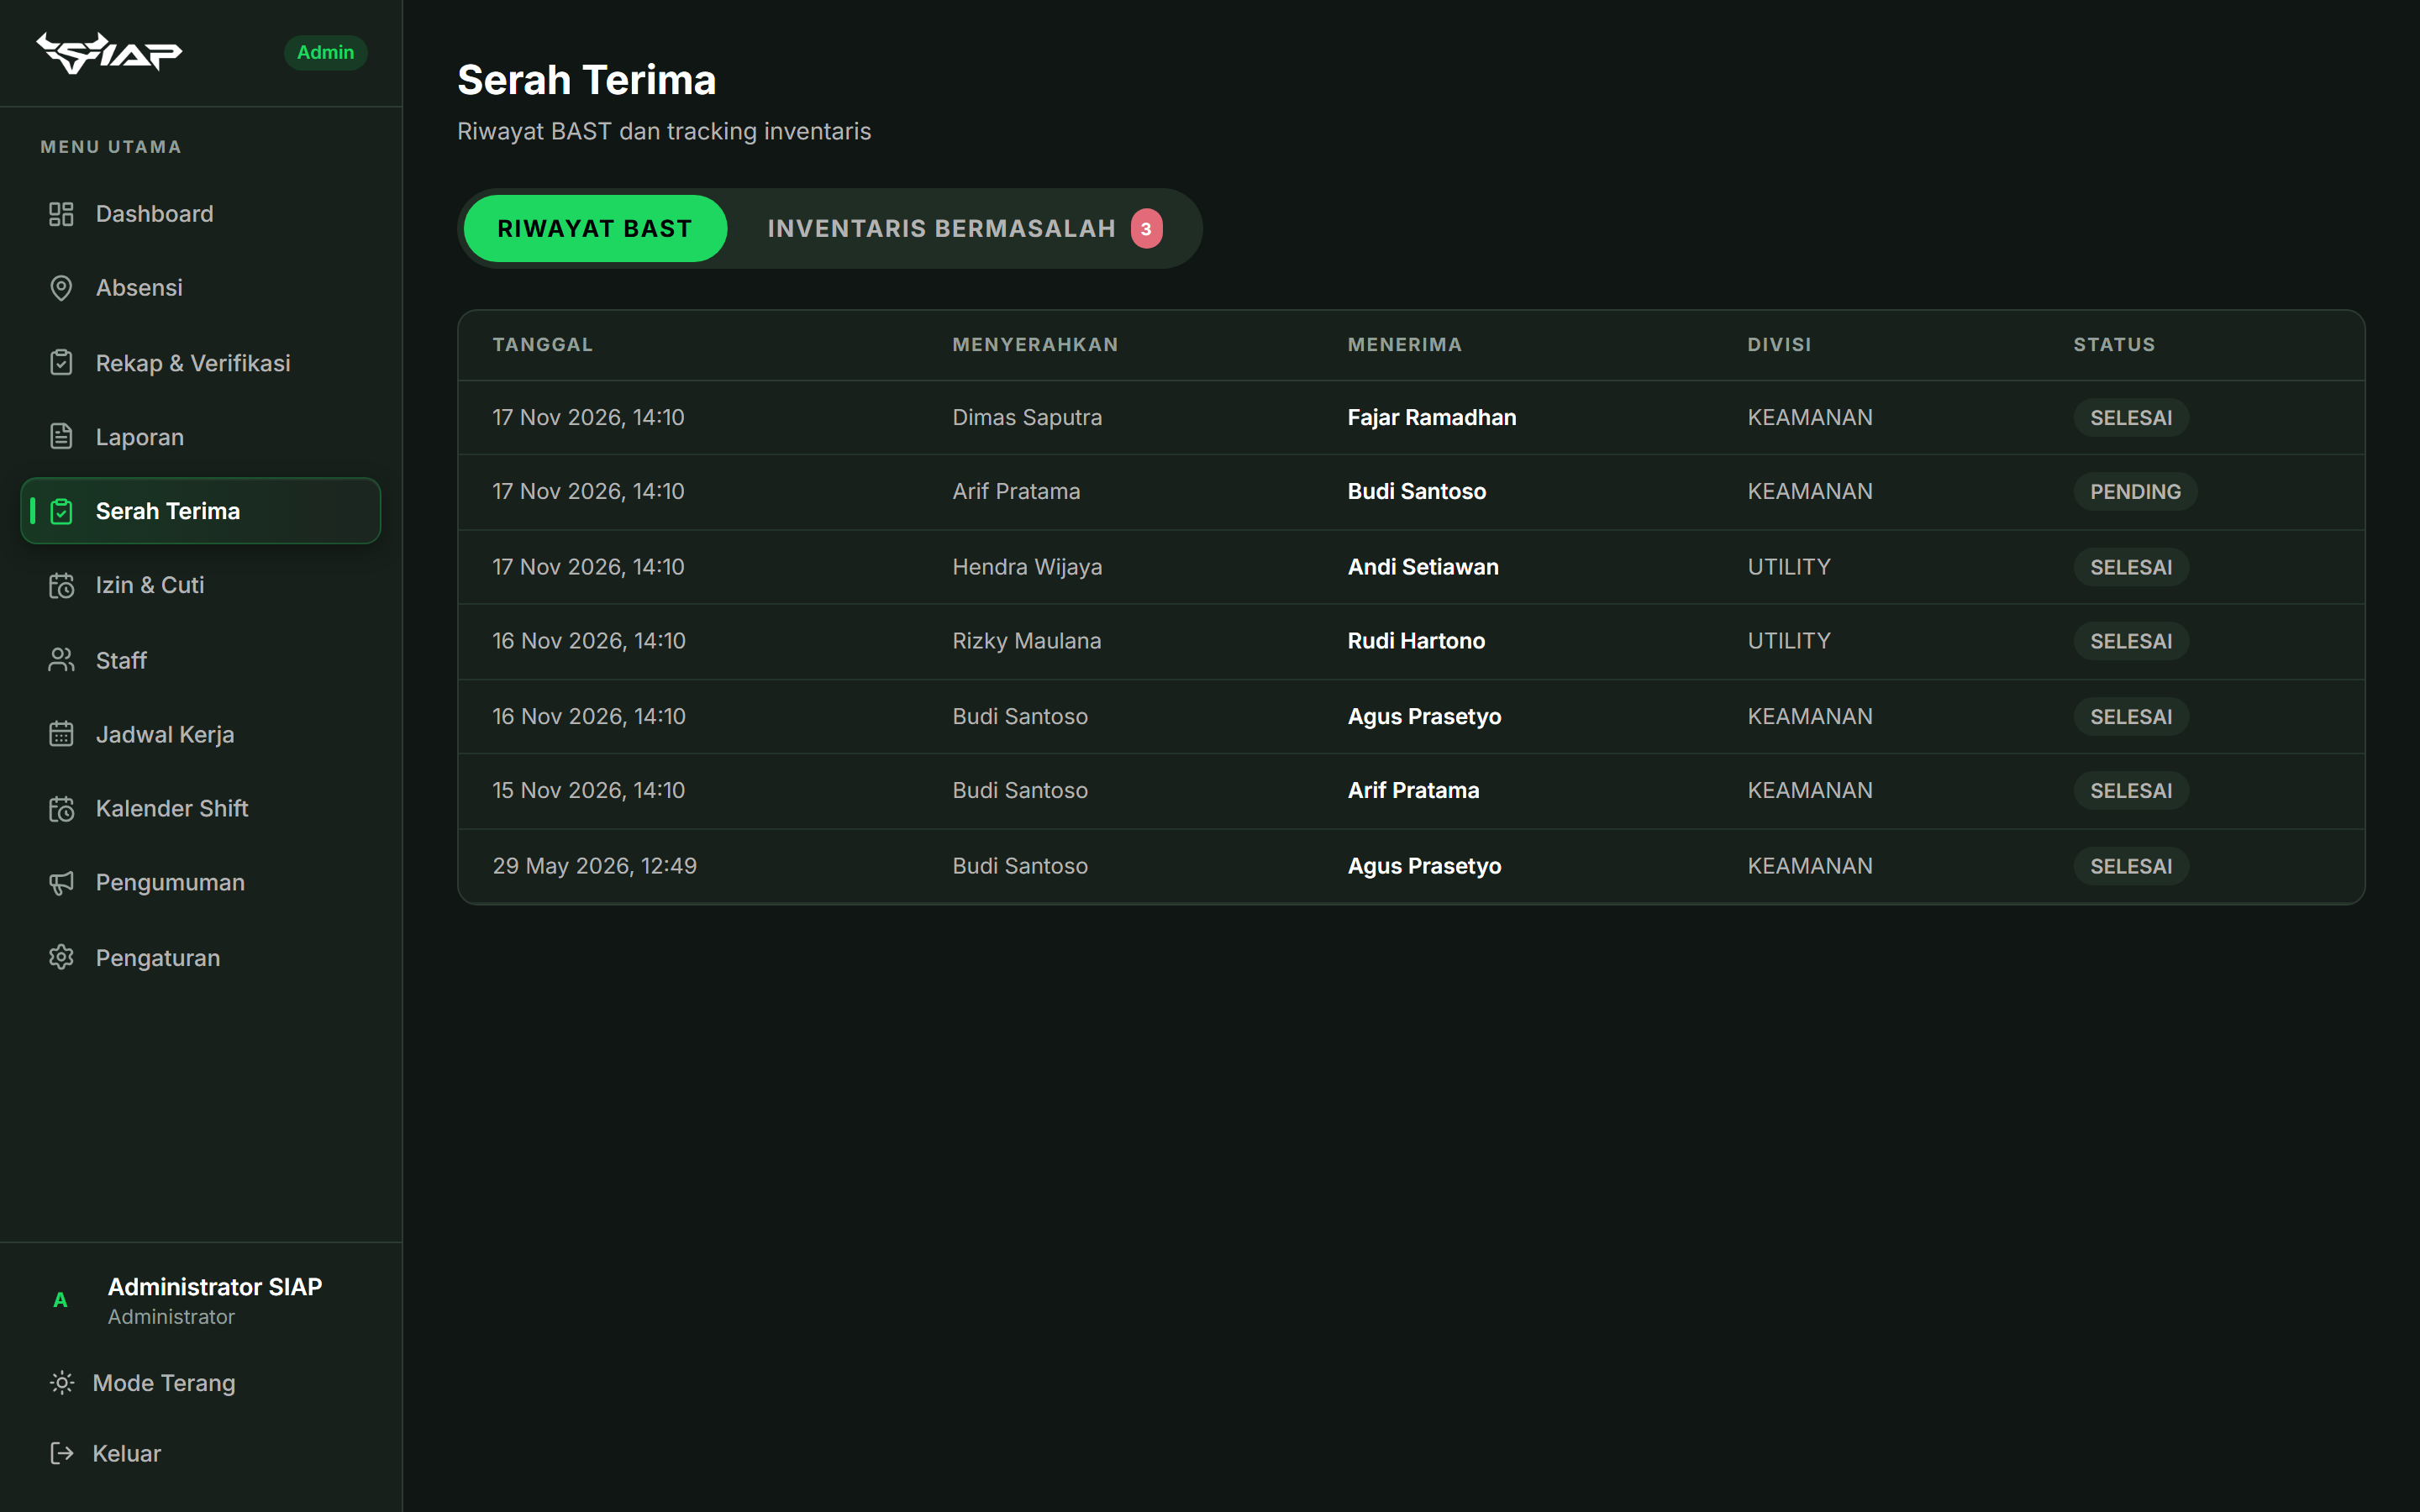 SIAP
Admin
MENU UTAMA
Dashboard
Absensi
Rekap & Verifikasi
Laporan
Serah Terima
Izin & Cuti
Staff
Jadwal Kerja
Kalender Shift
Pengumuman
Pengaturan
A
Administrator SIAP
Administrator
Mode Terang
Keluar
Serah Terima
Riwayat BAST dan tracking inventaris
RIWAYAT BAST INVENTARIS BERMASALAH 3
TANGGAL MENYERAHKAN MENERIMA DIVISI STATUS
17 Nov 2026, 14:10 Dimas Saputra Fajar Ramadhan KEAMANAN SELESAI
17 Nov 2026, 14:10 Arif Pratama Budi Santoso KEAMANAN PENDING
17 Nov 2026, 14:10 Hendra Wijaya Andi Setiawan UTILITY SELESAI
16 Nov 2026, 14:10 Rizky Maulana Rudi Hartono UTILITY SELESAI
16 Nov 2026, 14:10 Budi Santoso Agus Prasetyo KEAMANAN SELESAI
15 Nov 2026, 14:10 Budi Santoso Arif Pratama KEAMANAN SELESAI
29 May 2026, 12:49 Budi Santoso Agus Prasetyo KEAMANAN SELESAI